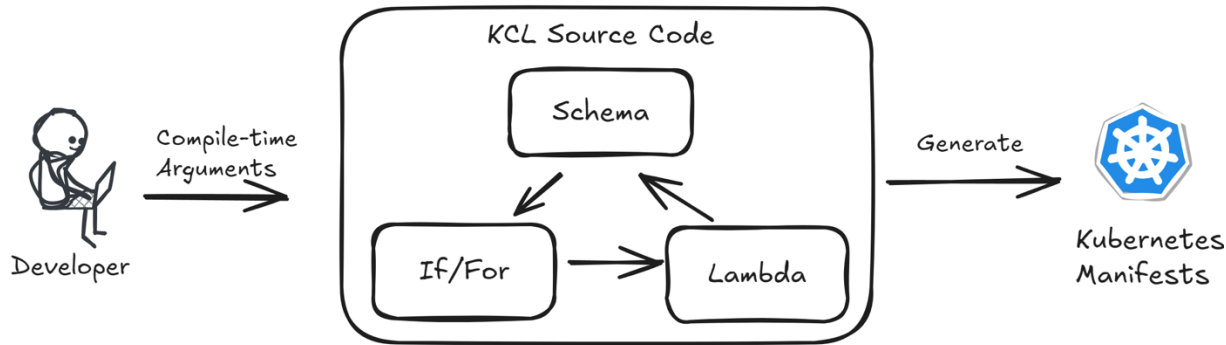 KCL Source Code
Schema
Compile-time
Arguments
Generate
If/For
Lambda
Developer
Kubernetes
Manifests